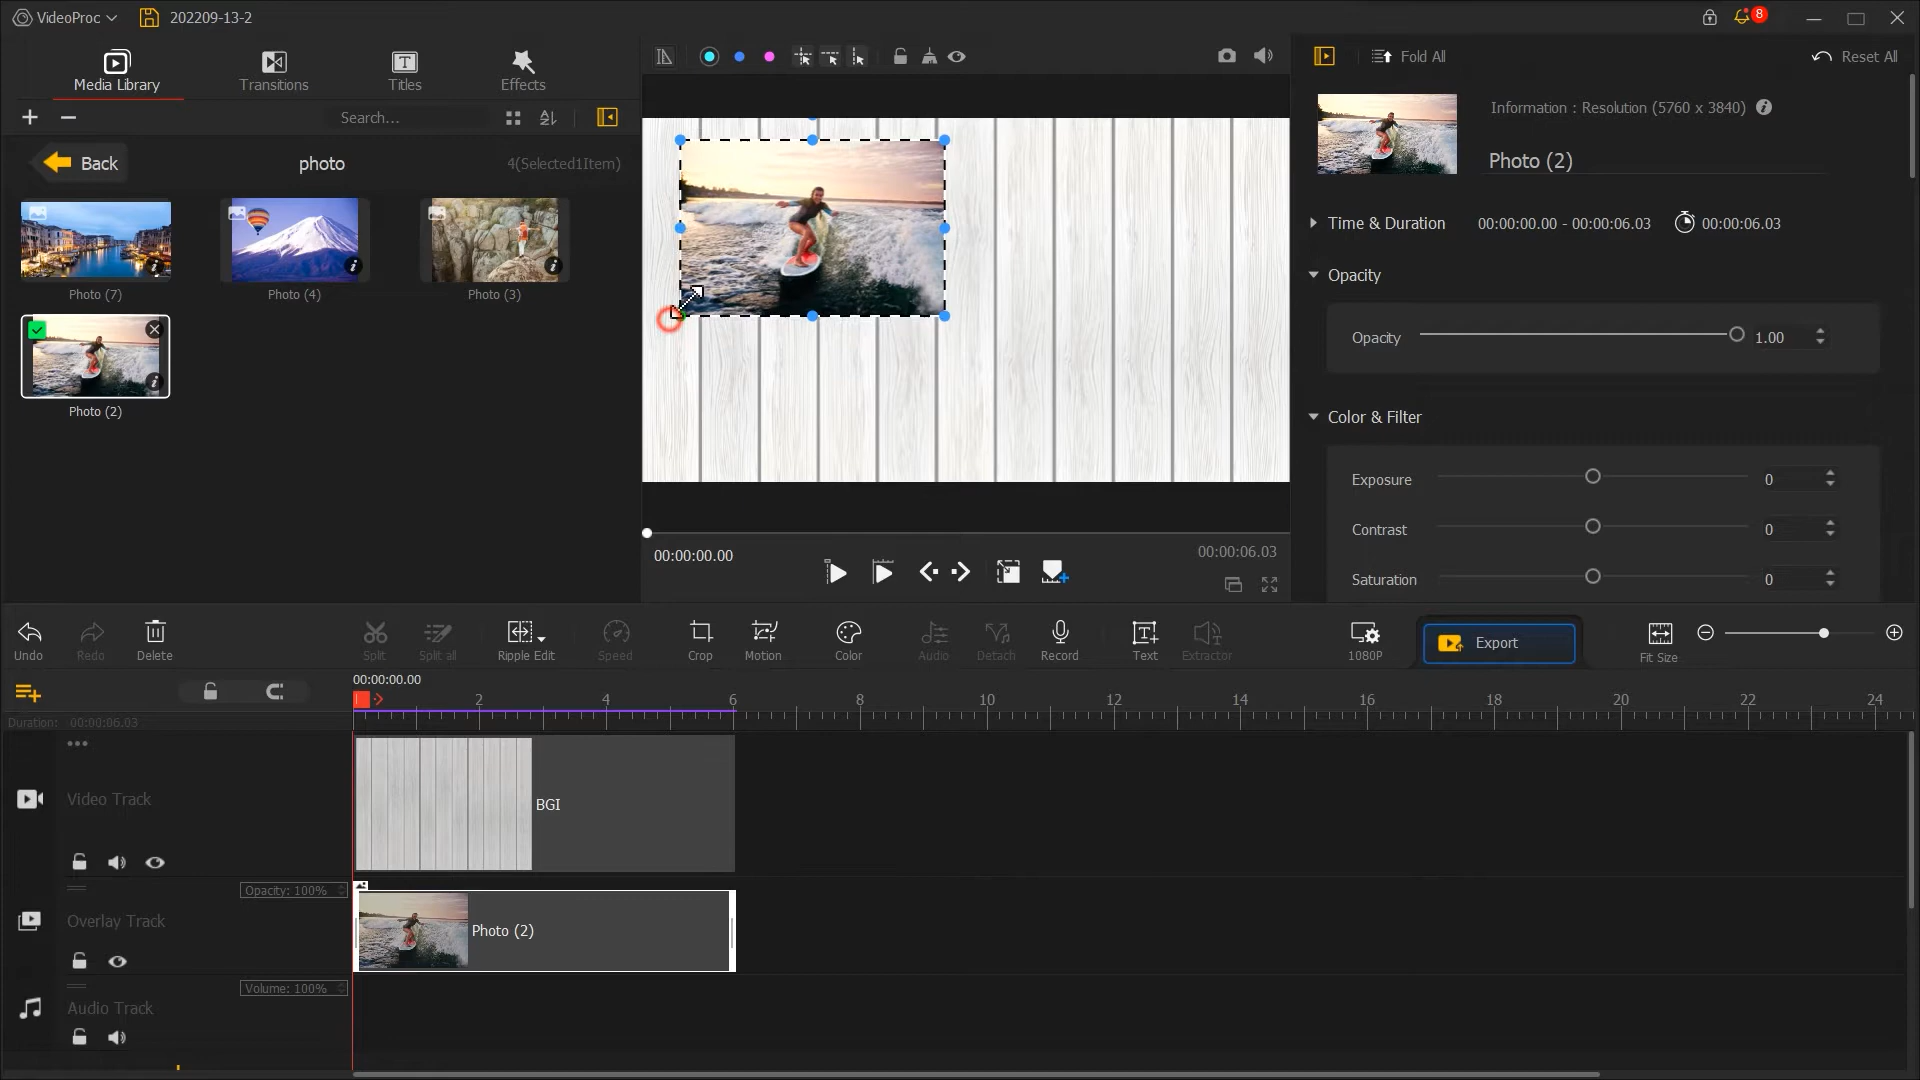 VideoProc
202209-13-2
8
Media Library
Transitions
Titles
Effects
Fold All
Reset All
Search...
Information : Resolution (5760 x 3840)
Photo (2)
Back
photo
4(Selected1Item)
Photo (7)
Photo (4)
Photo (3)
Photo (2)
Time & Duration
00:00:00.00 - 00:00:06.03
00:00:06.03
Opacity
Opacity
1.00
Color & Filter
Exposure
0
Contrast
0
Saturation
0
00:00:00.00
00:00:06.03
Undo
Redo
Delete
Split
Split all
Ripple Edit
Speed
Crop
Motion
Color
Audio
Detach
Record
Text
Extractor
1080P
Export
Fit Size
00:00:00.00
2
4
6
8
10
12
14
16
18
20
22
24
Duration: 00:00:06.03
Video Track
BGI
Opacity: 100%
Overlay Track
Photo (2)
Volume: 100%
Audio Track